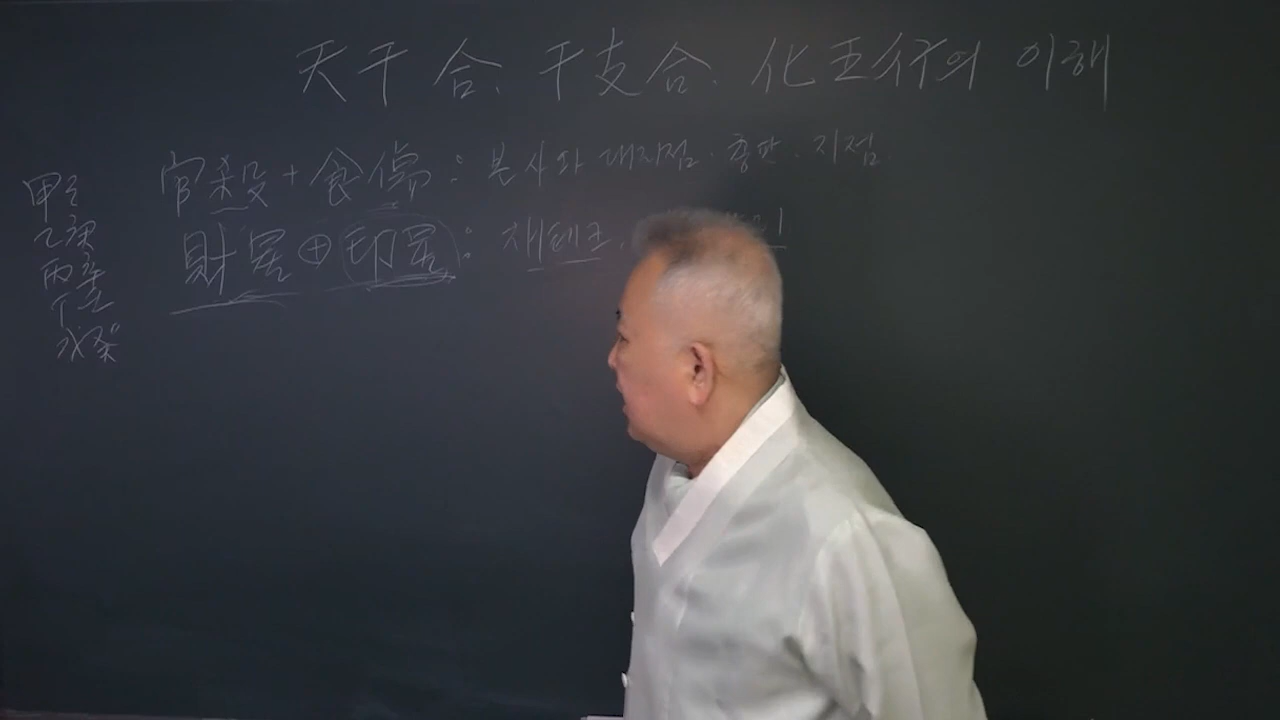 天干合, 干支合, 化五行의 이해
官殺 + 食傷 : 본사와 대리점 · 총판 · 지점
財星 ⊕ 印星 : 재테크,
甲己
乙庚
丙辛
丁壬
戊癸